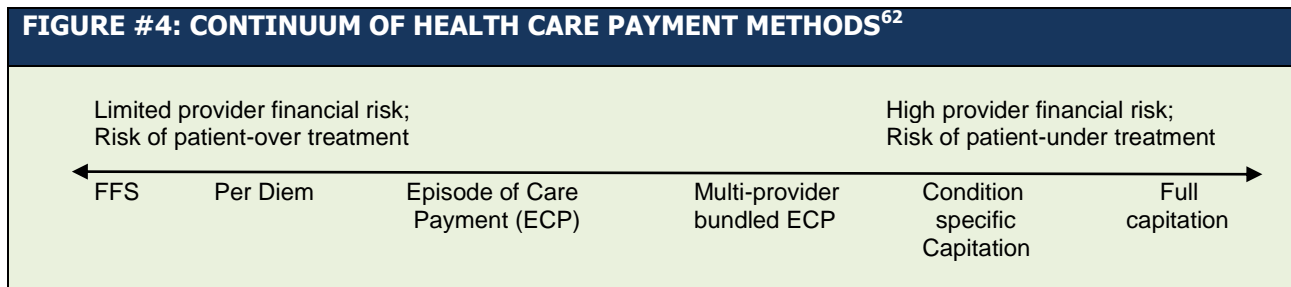 FIGURE #4: CONTINUUM OF HEALTH CARE PAYMENT METHODS62
Limited provider financial risk;
Risk of patient-over treatment
High provider financial risk;
Risk of patient-under treatment
FFS
Per Diem
Episode of Care
Payment (ECP)
Multi-provider
bundled ECP
Condition
specific
Capitation
Full
capitation